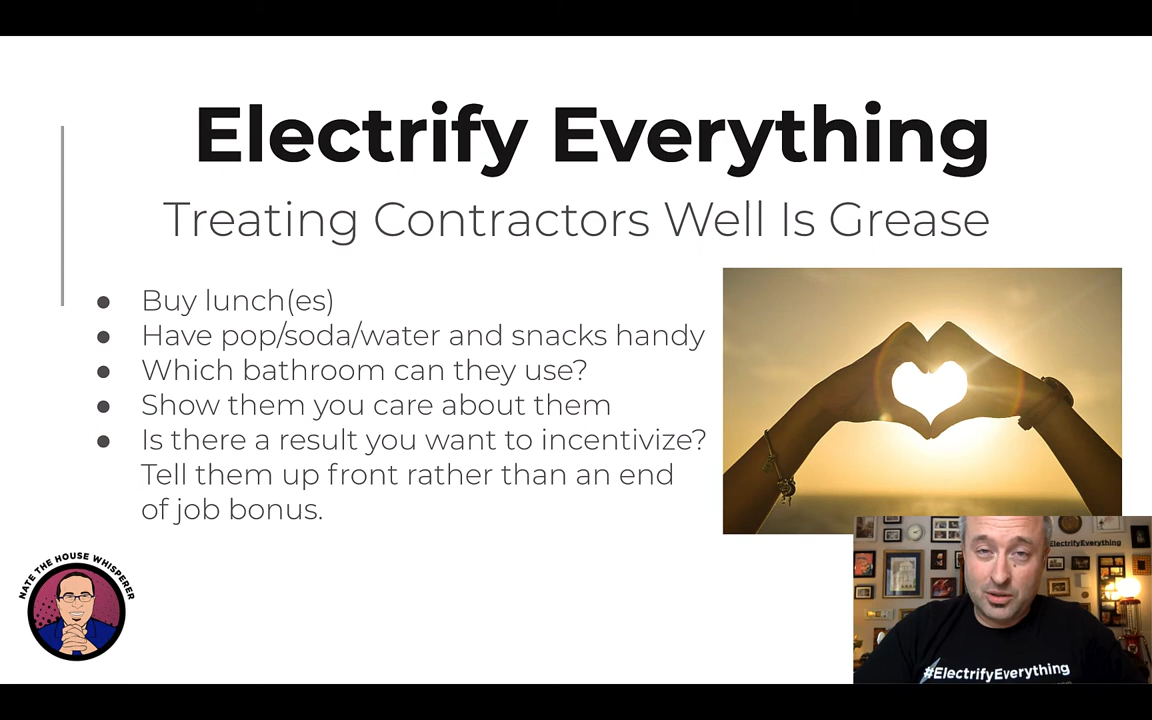 Electrify Everything
Treating Contractors Well Is Grease
● Buy lunch(es)
● Have pop/soda/water and snacks handy
● Which bathroom can they use?
● Show them you care about them
● Is there a result you want to incentivize?
Tell them up front rather than an end
of job bonus.
NATE THE HOUSE WHISPERER
ElectrifyEverything
#ElectrifyEverything